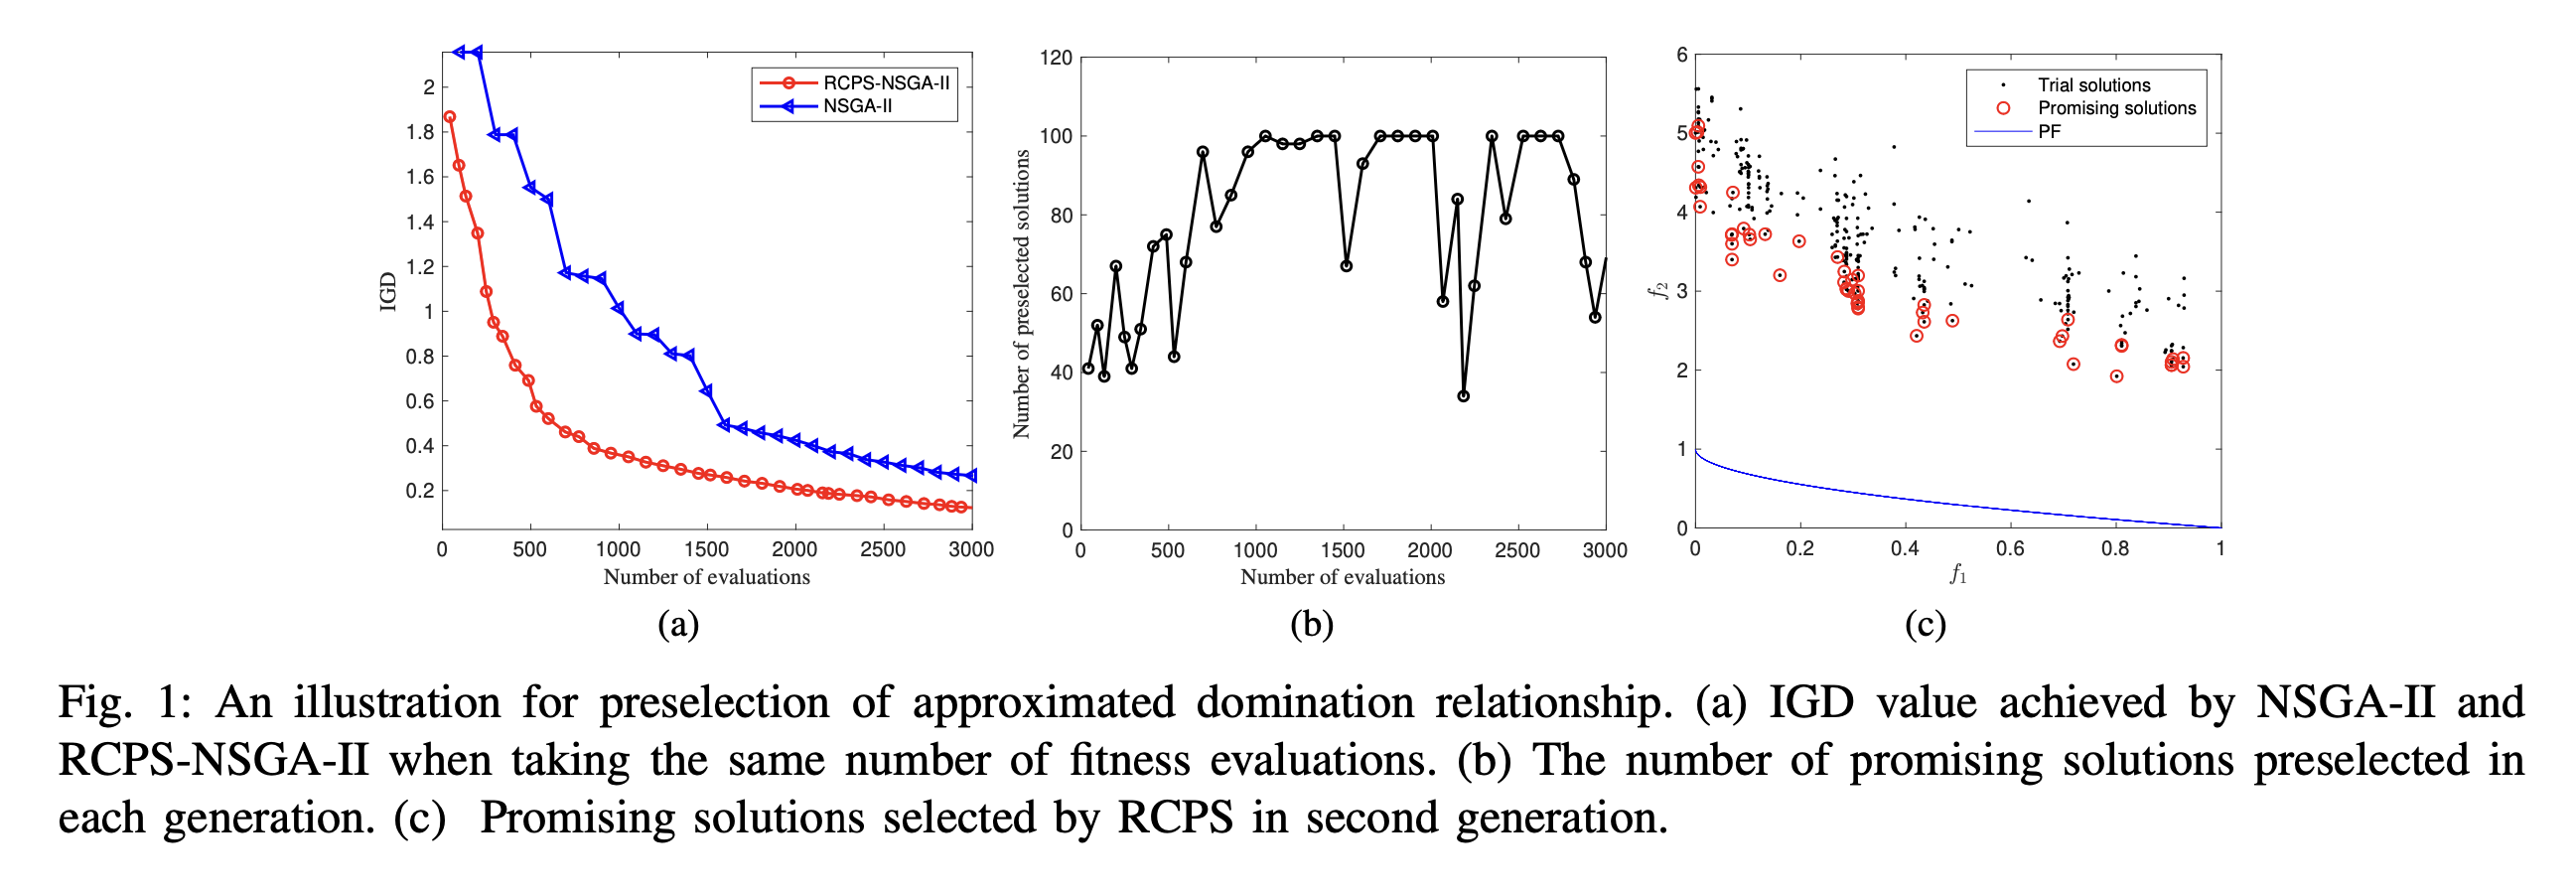 2
1.8
1.6
1.4
1.2
1
0.8
0.6
0.4
0.2
IGD
0 500 1000 1500 2000 2500 3000
Number of evaluations
RCPS-NSGA-II
NSGA-II
(a)
120
100
80
60
40
20
0
Number of preselected solutions
0 500 1000 1500 2000 2500 3000
Number of evaluations
(b)
6
5
4
3
2
1
0
f₂
0 0.2 0.4 0.6 0.8 1
f₁
Trial solutions
Promising solutions
PF
(c)
Fig. 1: An illustration for preselection of approximated domination relationship. (a) IGD value achieved by NSGA-II and
RCPS-NSGA-II when taking the same number of fitness evaluations. (b) The number of promising solutions preselected in
each generation. (c) Promising solutions selected by RCPS in second generation.